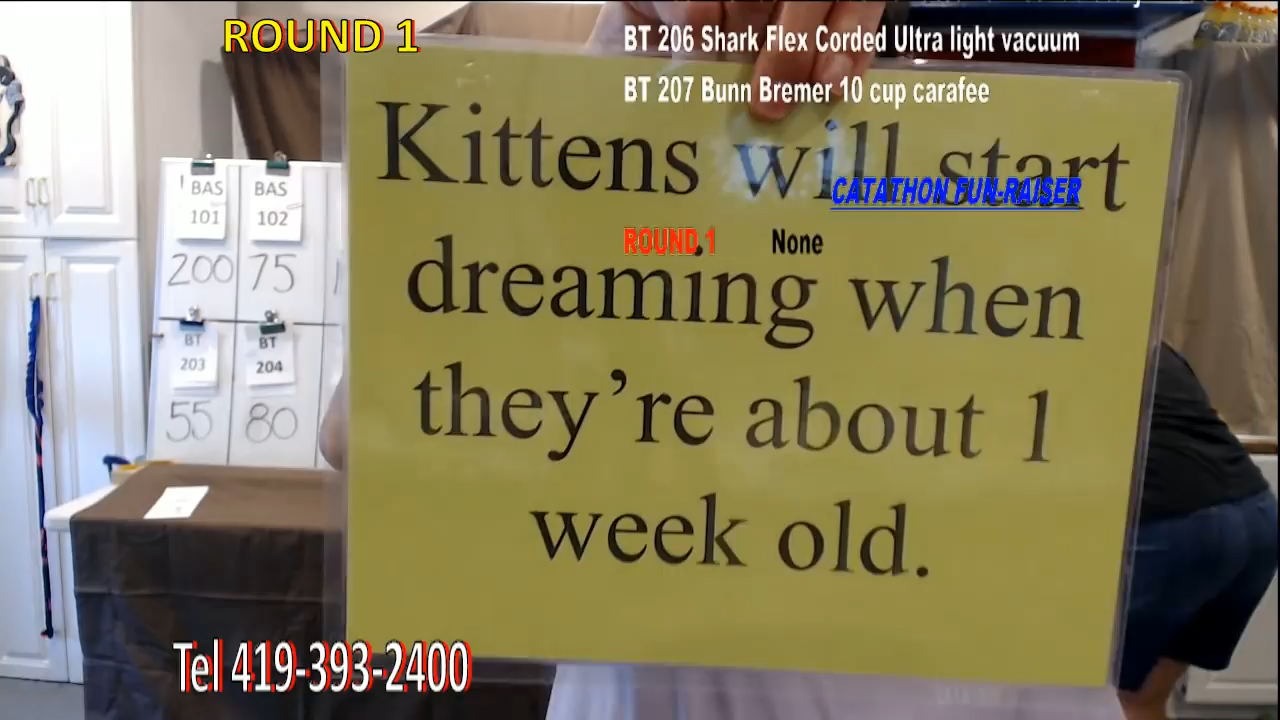 ROUND 1
BT 206 Shark Flex Corded Ultra light vacuum
BT 207 Bunn Bremer 10 cup carafee
CATATHON FUN-RAISER
ROUND 1 None
Kittens will start
dreaming when
they're about 1
week old.
BAS
101
BAS
102
200
75
BT
203
BT
204
55
80
Tel 419-393-2400